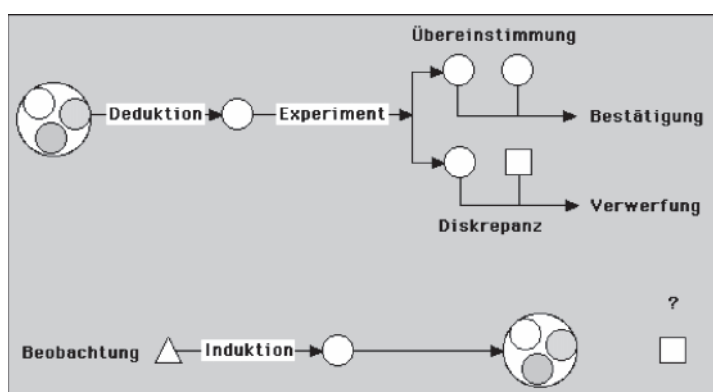 Übereinstimmung
Deduktion
Experiment
Bestätigung
Verwerfung
Diskrepanz
?
Beobachtung
Induktion